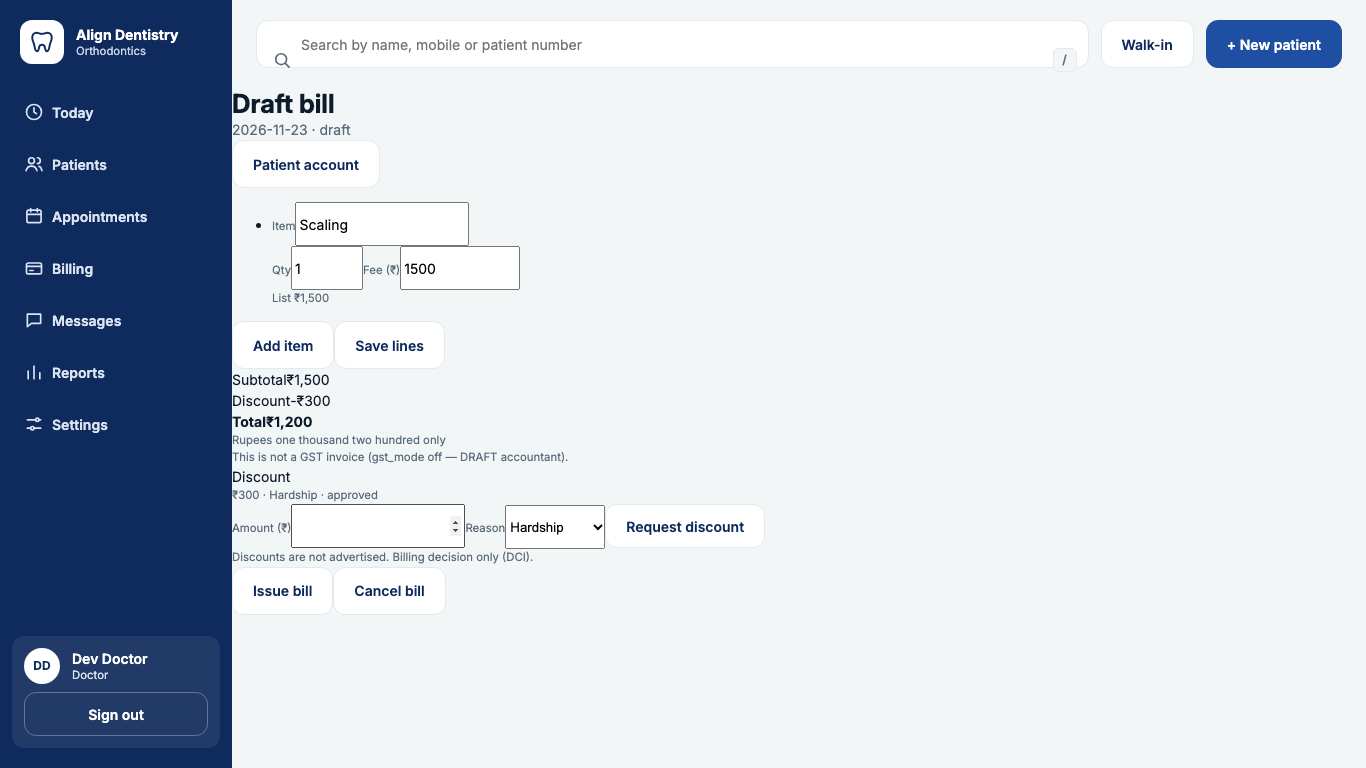 Align Dentistry
Orthodontics
Today
Patients
Appointments
Billing
Messages
Reports
Settings
DD
Dev Doctor
Doctor
Sign out
Search by name, mobile or patient number
/
Walk-in
+ New patient
Draft bill
2026-11-23 · draft
Patient account
• Item Scaling
Qty 1 Fee (₹) 1500
List ₹1,500
Add item Save lines
Subtotal₹1,500
Discount-₹300
Total₹1,200
Rupees one thousand two hundred only
This is not a GST invoice (gst_mode off — DRAFT accountant).
Discount
₹300 · Hardship · approved
Amount (₹) Reason Hardship Request discount
Discounts are not advertised. Billing decision only (DCI).
Issue bill Cancel bill